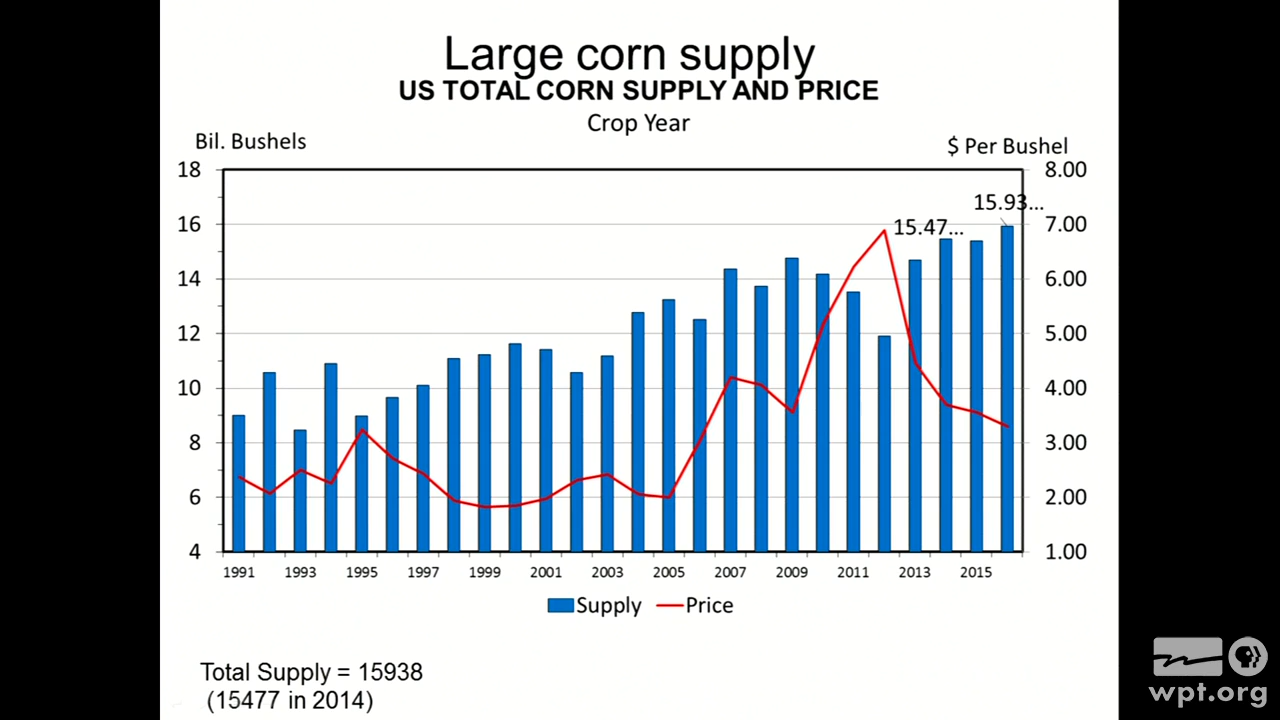 Large corn supply
US TOTAL CORN SUPPLY AND PRICE
Crop Year
Bil. Bushels
$ Per Bushel
18
16
14
12
10
8
6
4
8.00
7.00
6.00
5.00
4.00
3.00
2.00
1.00
15.93...
15.47...
1991 1993 1995 1997 1999 2001 2003 2005 2007 2009 2011 2013 2015
Supply Price
Total Supply = 15938
(15477 in 2014)
wpt.org